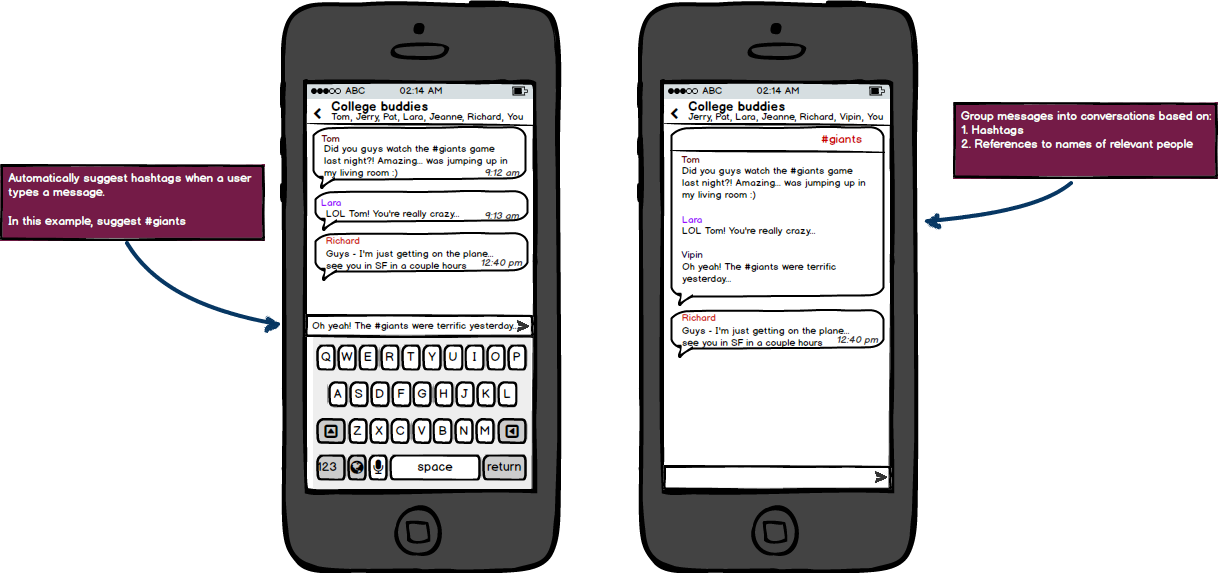 Automatically suggest hashtags when a user
types a message.
In this example, suggest #giants
ABC 02:14 AM
College buddies
Tom, Jerry, Pat, Lara, Jeanne, Richard, You
Tom
Did you guys watch the #giants game
last night?! Amazing... was jumping up in
my living room :)
9:12 am
Lara
LOL Tom! You're really crazy...
9:13 am
Richard
Guys - I'm just getting on the plane...
see you in SF in a couple hours
12:40 pm
Oh yeah! The #giants were terrific yesterday...
Q W E R T Y U I O P
A S D F G H J K L
Z X C V B N M
123 space return
ABC 02:14 AM
College buddies
Jerry, Pat, Lara, Jeanne, Richard, Vipin, You
#giants
Tom
Did you guys watch the #giants game
last night?! Amazing... was jumping up in
my living room :)
Lara
LOL Tom! You're really crazy...
Vipin
Oh yeah! The #giants were terrific
yesterday...
Richard
Guys - I'm just getting on the plane...
see you in SF in a couple hours
12:40 pm
Group messages into conversations based on:
1. Hashtags
2. References to names of relevant people